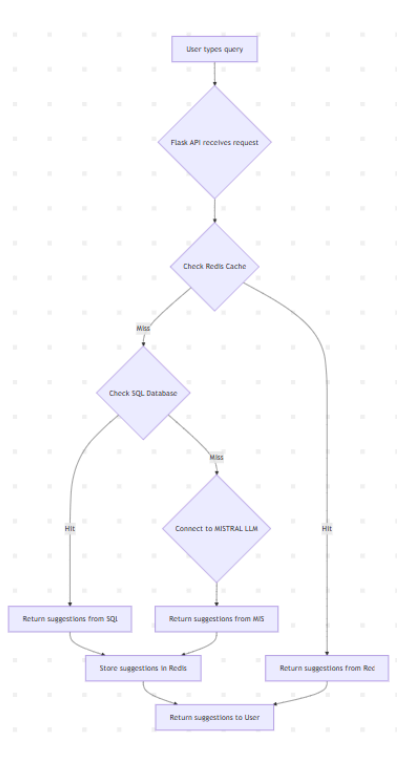 User types query
Flask API receives request
Check Redis Cache
Miss
Check SQL Database
Miss
Connect to MISTRAL LLM
Hit
Hit
Return suggestions from SQL
Return suggestions from MIS
Store suggestions in Redis
Return suggestions from Rec
Return suggestions to User